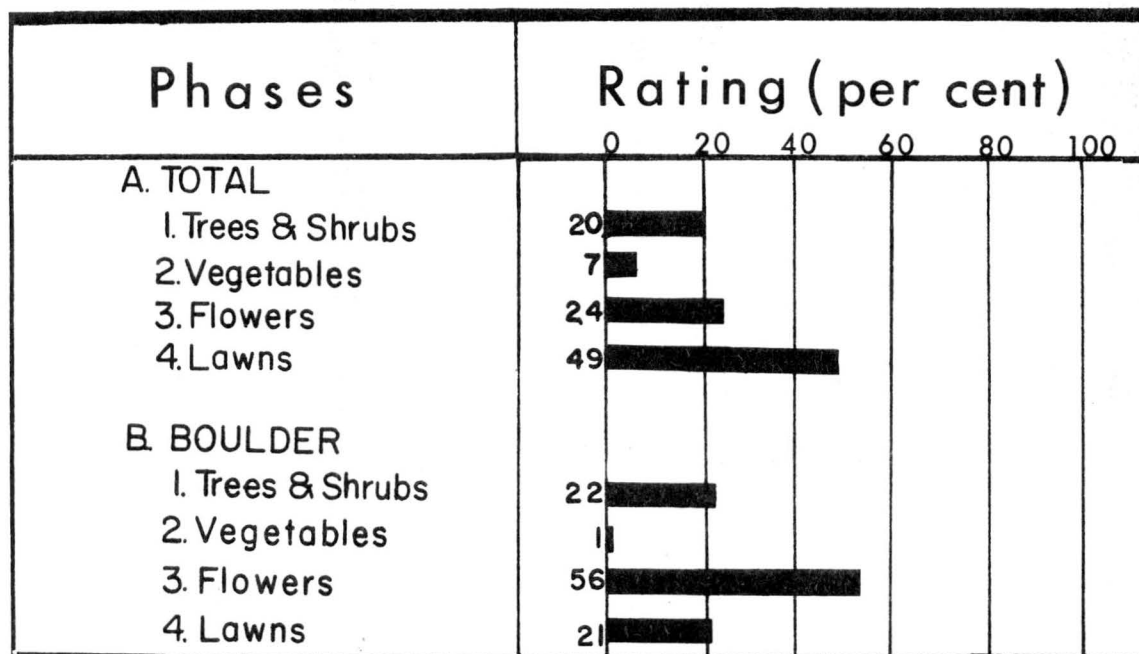 Phases Rating (per cent)
0 20 40 60 80 100
A. TOTAL
1. Trees & Shrubs 20
2. Vegetables 7
3. Flowers 24
4. Lawns 49
B. BOULDER
1. Trees & Shrubs 22
2. Vegetables 1
3. Flowers 56
4. Lawns 21